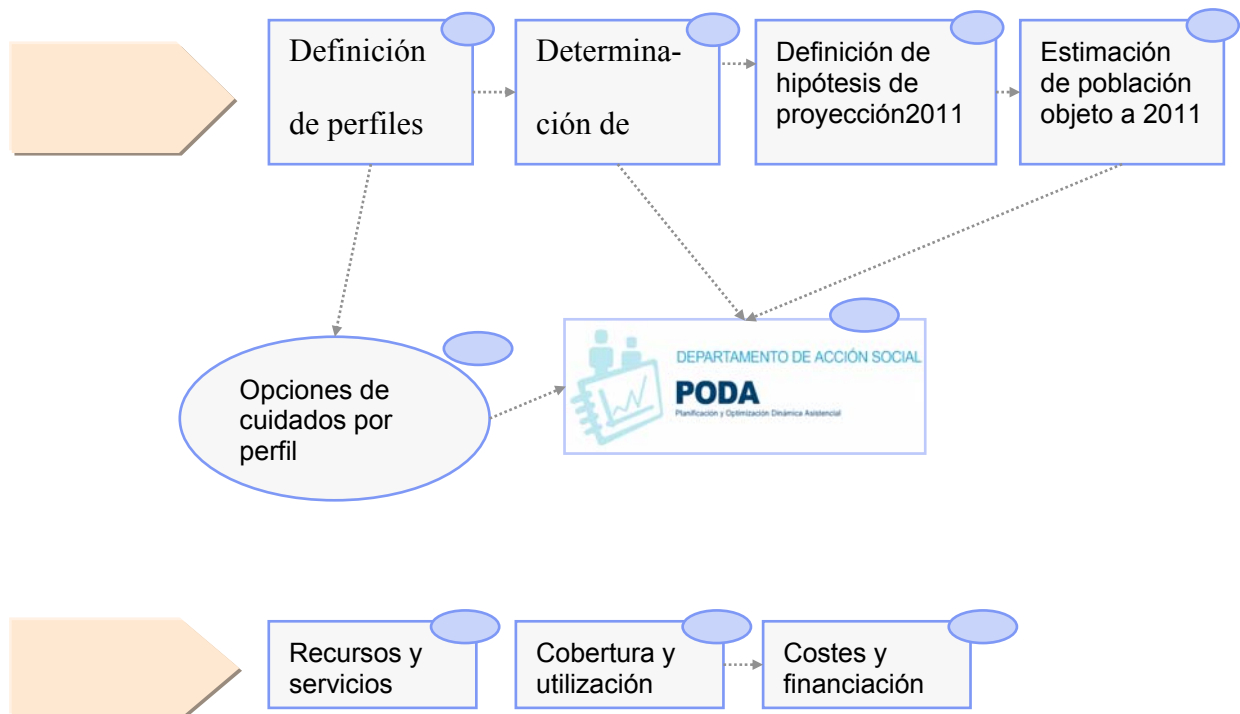 Definición
de perfiles
Determina-
ción de
Definición de
hipótesis de
proyección2011
Estimación
de población
objeto a 2011
Opciones de
cuidados por
perfil
DEPARTAMENTO DE ACCIÓN SOCIAL
PODA
Planificación y Optimización Dinámica Asistencial
Recursos y
servicios
Cobertura y
utilización
Costes y
financiación